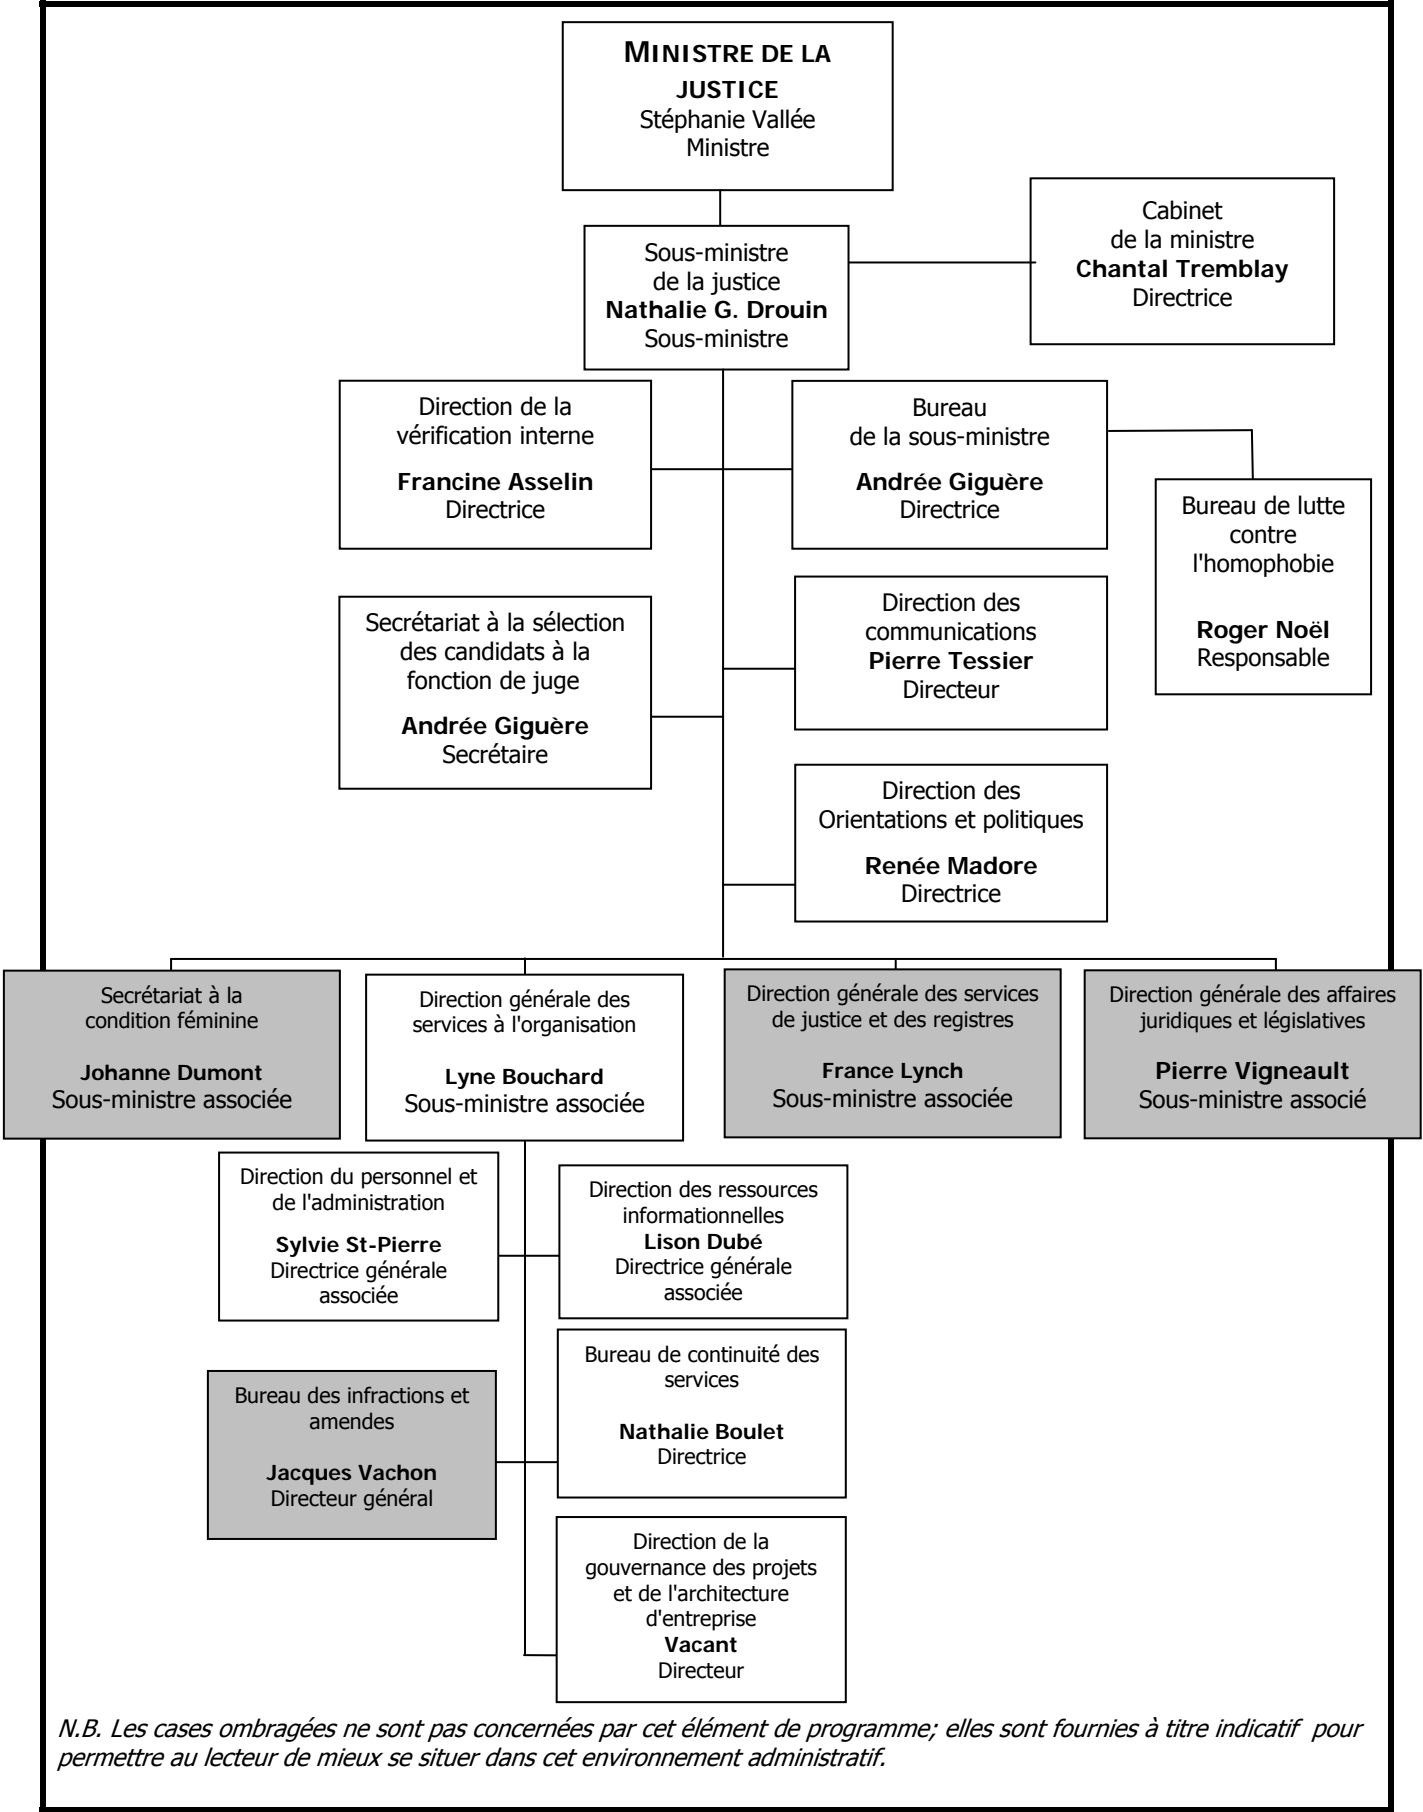 MINISTRE DE LA
JUSTICE
Stéphanie Vallée
Ministre
Cabinet
de la ministre
Chantal Tremblay
Directrice
Sous-ministre
de la justice
Nathalie G. Drouin
Sous-ministre
Direction de la
vérification interne
Francine Asselin
Directrice
Bureau
de la sous-ministre
Andrée Giguère
Directrice
Bureau de lutte
contre
l'homophobie
Roger Noël
Responsable
Secrétariat à la sélection
des candidats à la
fonction de juge
Andrée Giguère
Secrétaire
Direction des
communications
Pierre Tessier
Directeur
Direction des
Orientations et politiques
Renée Madore
Directrice
Secrétariat à la
condition féminine
Johanne Dumont
Sous-ministre associée
Direction générale des
services à l'organisation
Lyne Bouchard
Sous-ministre associée
Direction générale des services
de justice et des registres
France Lynch
Sous-ministre associée
Direction générale des affaires
juridiques et législatives
Pierre Vigneault
Sous-ministre associé
Direction du personnel et
de l'administration
Sylvie St-Pierre
Directrice générale
associée
Direction des ressources
informationnelles
Lison Dubé
Directrice générale
associée
Bureau des infractions et
amendes
Jacques Vachon
Directeur général
Bureau de continuité des
services
Nathalie Boulet
Directrice
Direction de la
gouvernance des projets
et de l'architecture
d'entreprise
Vacant
Directeur
N.B. Les cases ombragées ne sont pas concernées par cet élément de programme; elles sont fournies à titre indicatif pour
permettre au lecteur de mieux se situer dans cet environnement administratif.